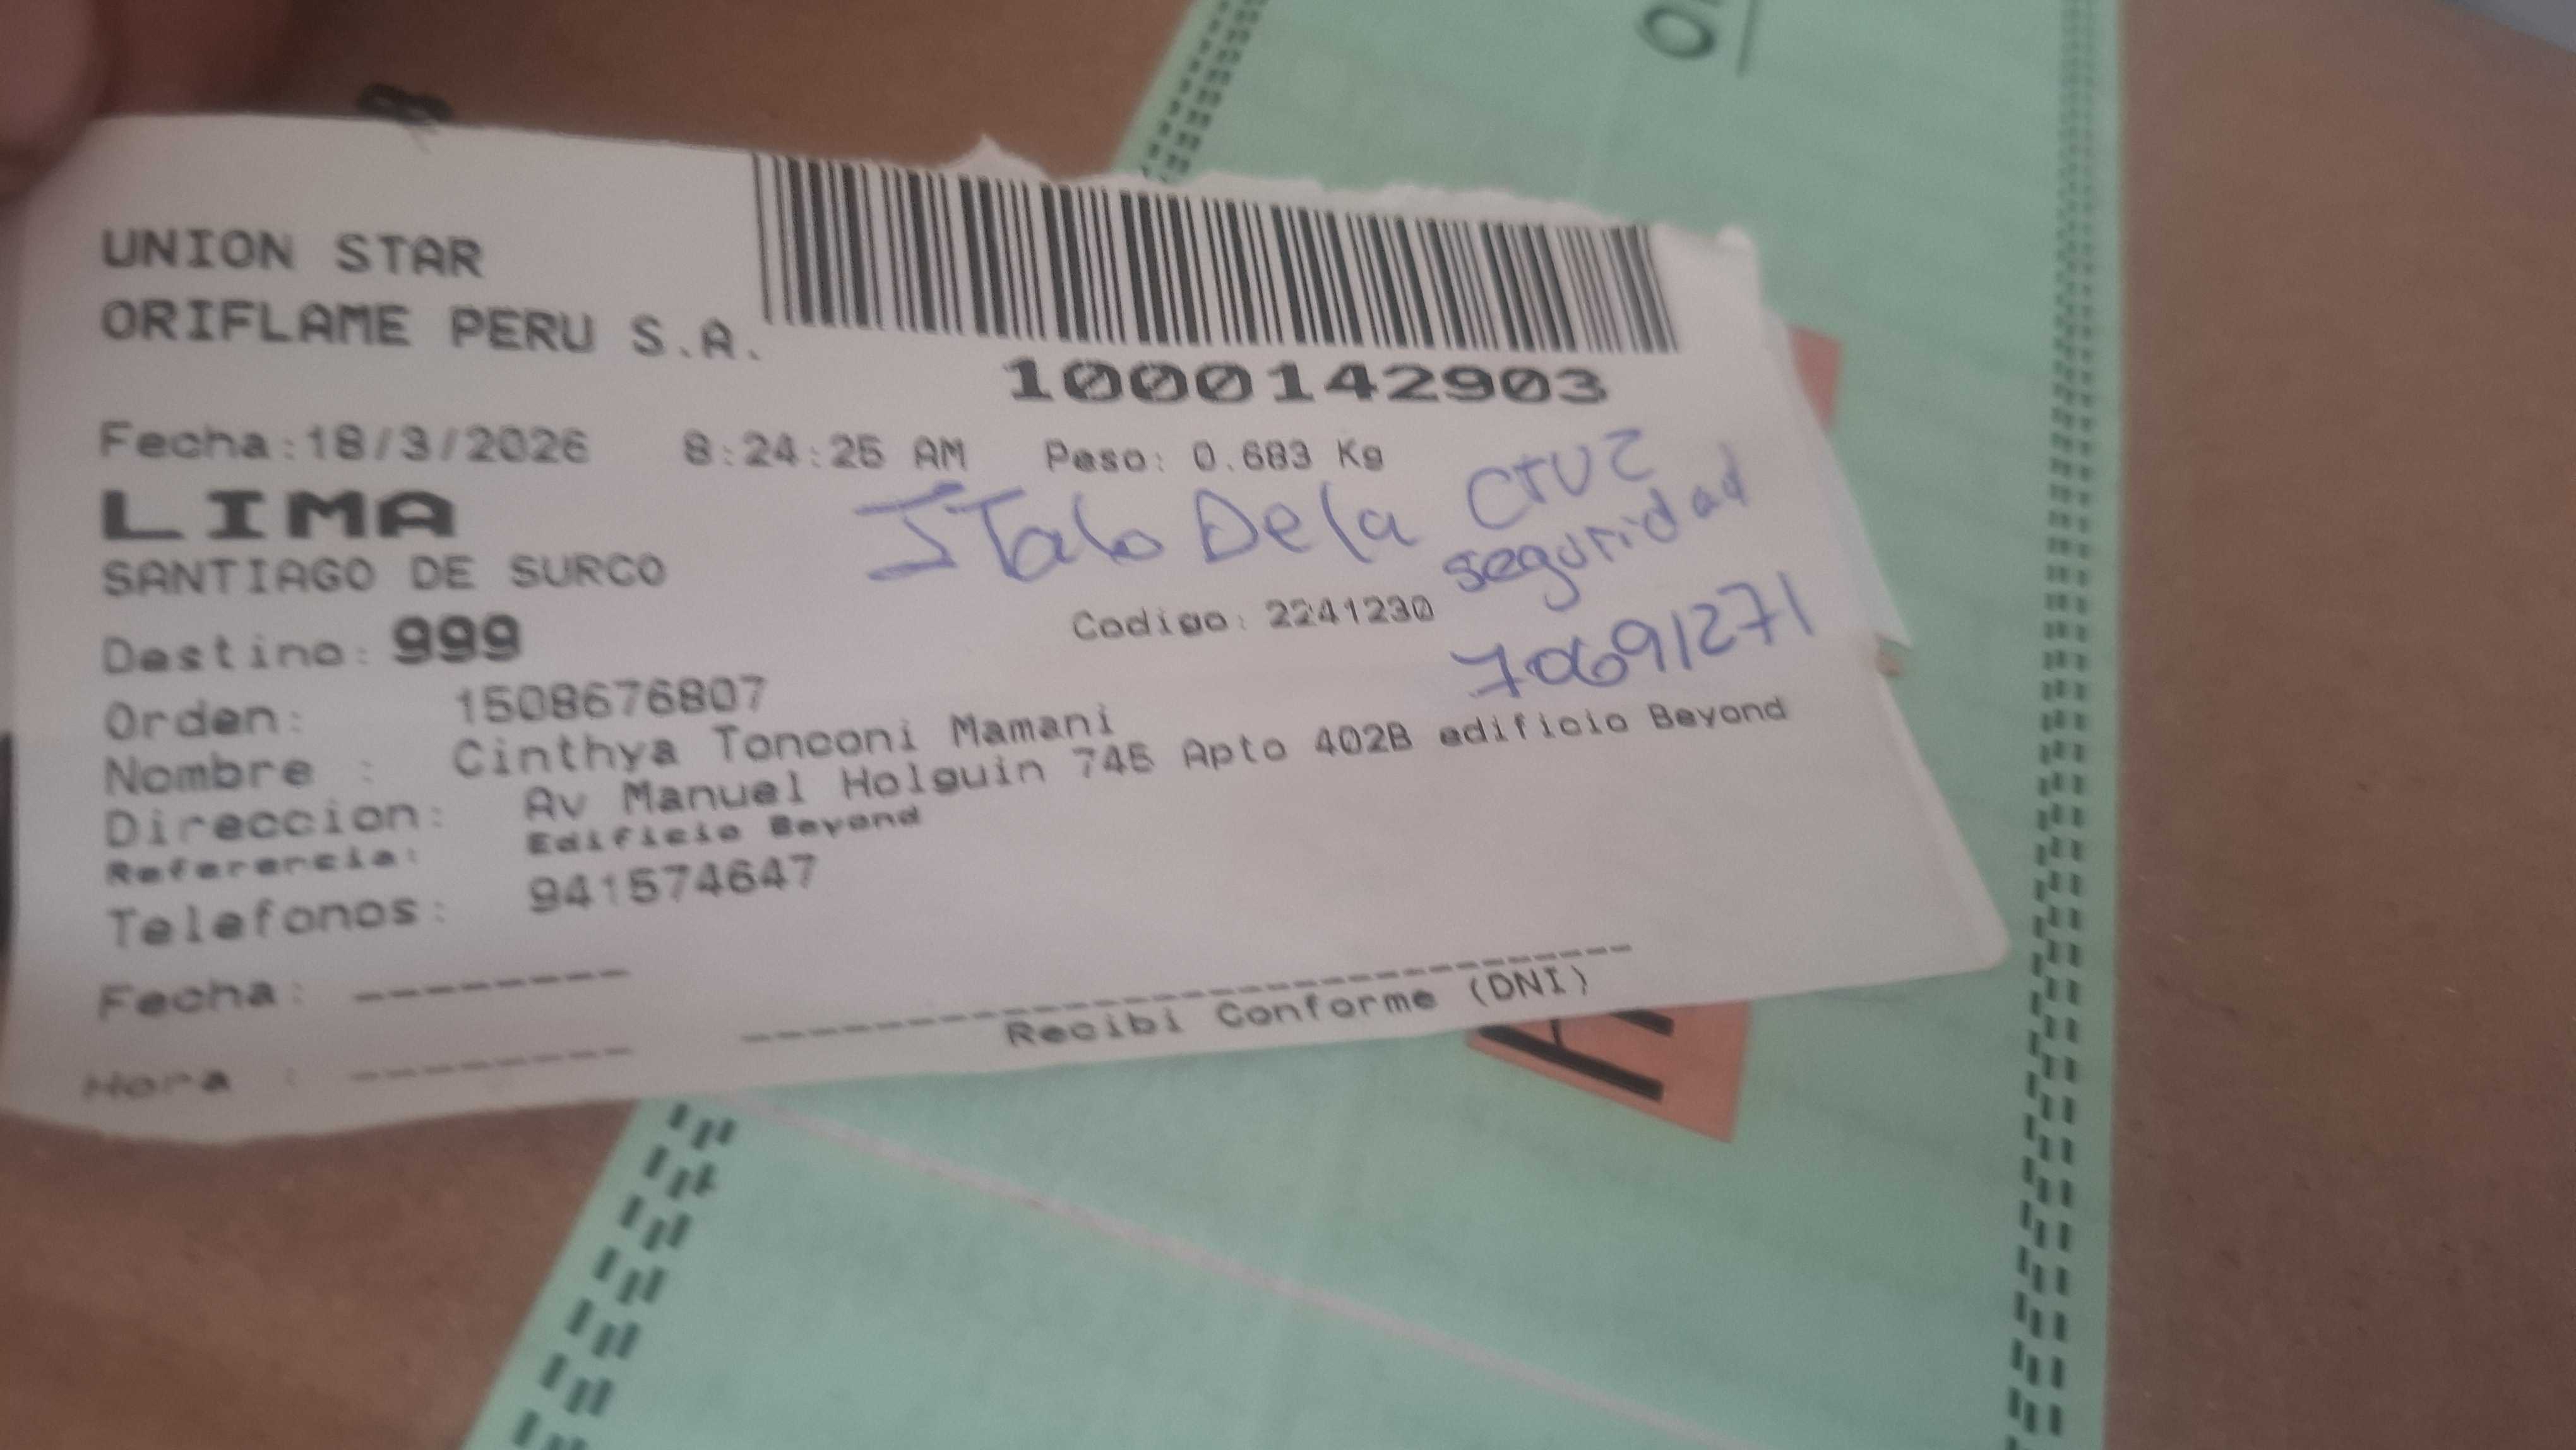 UNION STAR
ORIFLAME PERU S.A.
1000142903
Fecha:18/3/2026 8:24:25 AM Peso: 0.683 Kg
LIMA
SANTIAGO DE SURCO
ITalo De la Cruz
seguridad
Destino: 999 Codigo: 2241230
70691271
Orden: 1508676807
Nombre : Cinthya Tonconi Mamani
Direccion: Av Manuel Holguin 745 Apto 402B edificio Beyond
Referencia: Edificio Beyond
Telefonos: 941574647
Fecha: --------
Hora : --------
Recibi Conforme (DNI)